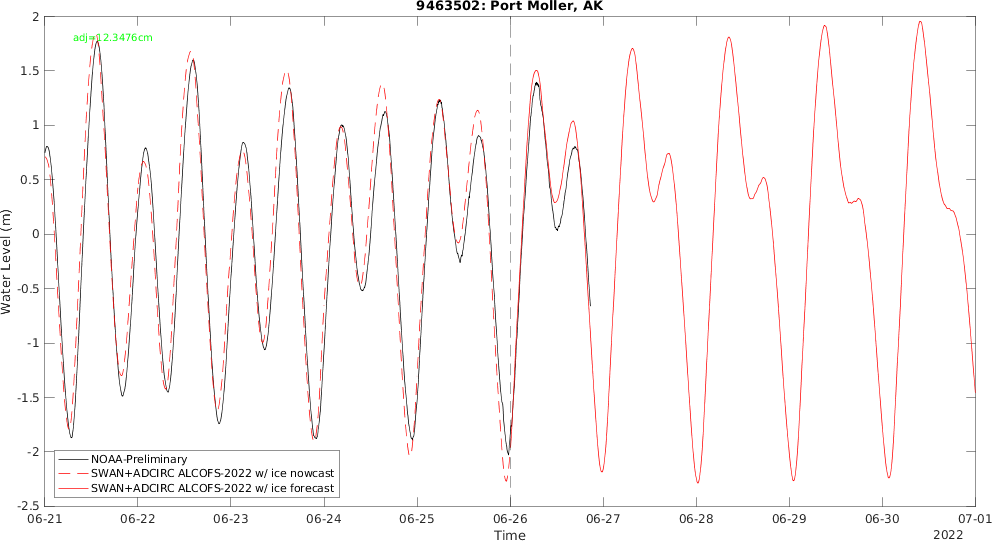 9463502: Port Moller, AK
adj=12.3476cm
Water Level (m)
2
1.5
1
0.5
0
-0.5
-1
-1.5
-2
-2.5
NOAA-Preliminary
SWAN+ADCIRC ALCOFS-2022 w/ ice nowcast
SWAN+ADCIRC ALCOFS-2022 w/ ice forecast
06-21 06-22 06-23 06-24 06-25 06-26 06-27 06-28 06-29 06-30 07-01
Time
2022